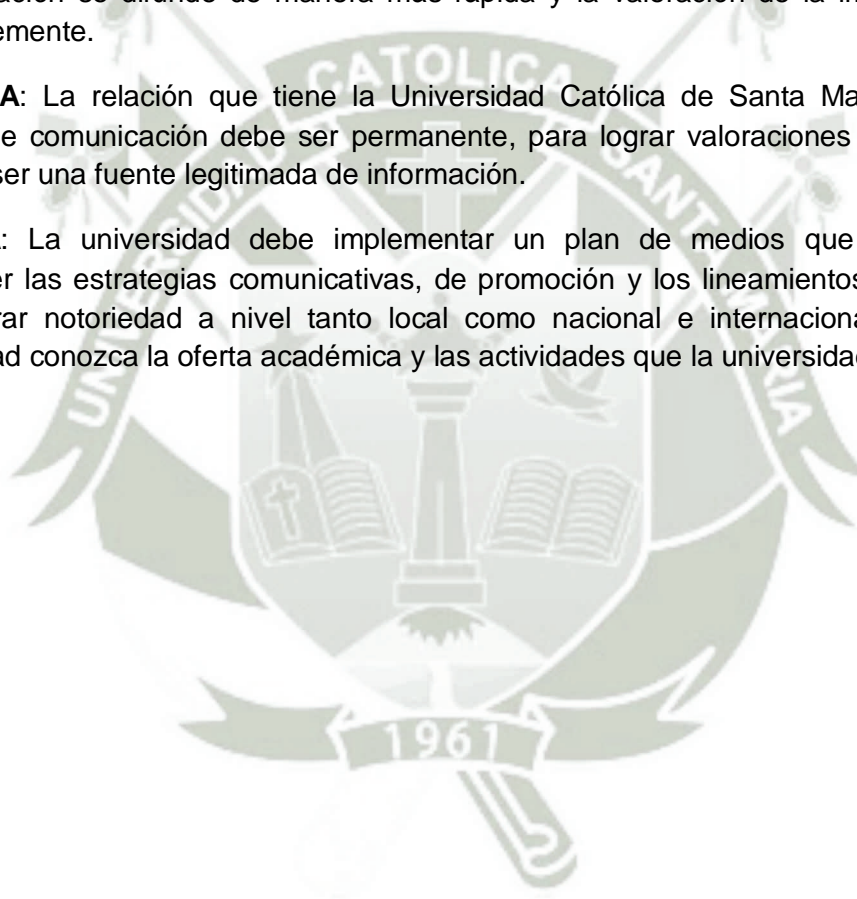 ación se difunde de manera más rápida y la valoración de la in
emente.
A: La relación que tiene la Universidad Católica de Santa Ma
e comunicación debe ser permanente, para lograr valoraciones
ser una fuente legitimada de información.
: La universidad debe implementar un plan de medios que
er las estrategias comunicativas, de promoción y los lineamientos
rar notoriedad a nivel tanto local como nacional e internaciona
ad conozca la oferta académica y las actividades que la universidad
UNIVERSIDAD CATOLICA SANTA MARIA
1961